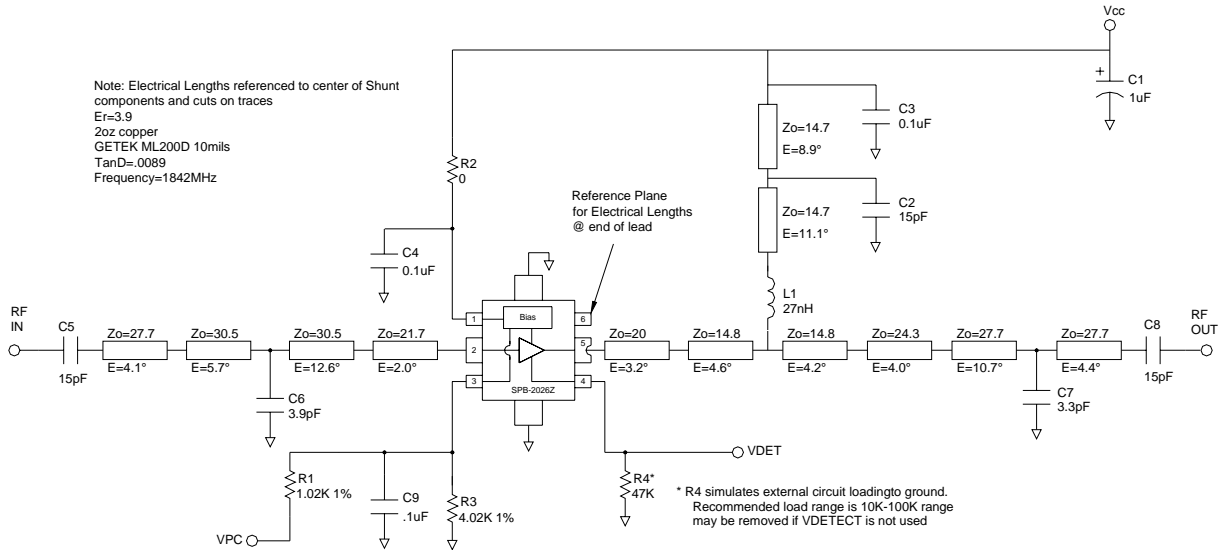 Vcc
Note: Electrical Lengths referenced to center of Shunt
components and cuts on traces
Er=3.9
2oz copper
GETEK ML200D 10mils
TanD=.0089
Frequency=1842MHz
+
C1
1uF
C3
0.1uF
Zo=14.7
E=8.9°
R2
0
C2
15pF
Zo=14.7
E=11.1°
Reference Plane
for Electrical Lengths
@ end of lead
C4
0.1uF
L1
27nH
RF
IN
C5
15pF
Zo=27.7
E=4.1°
Zo=30.5
E=5.7°
Zo=30.5
E=12.6°
Zo=21.7
E=2.0°
1
2
3
Bias
6
5
4
SPB-2026Z
Zo=20
E=3.2°
Zo=14.8
E=4.6°
Zo=14.8
E=4.2°
Zo=24.3
E=4.0°
Zo=27.7
E=10.7°
Zo=27.7
E=4.4°
C8
15pF
RF
OUT
C6
3.9pF
C7
3.3pF
VDET
R1
1.02K 1%
C9
.1uF
R3
4.02K 1%
R4*
47K
* R4 simulates external circuit loadingto ground.
Recommended load range is 10K-100K range
may be removed if VDETECT is not used
VPC